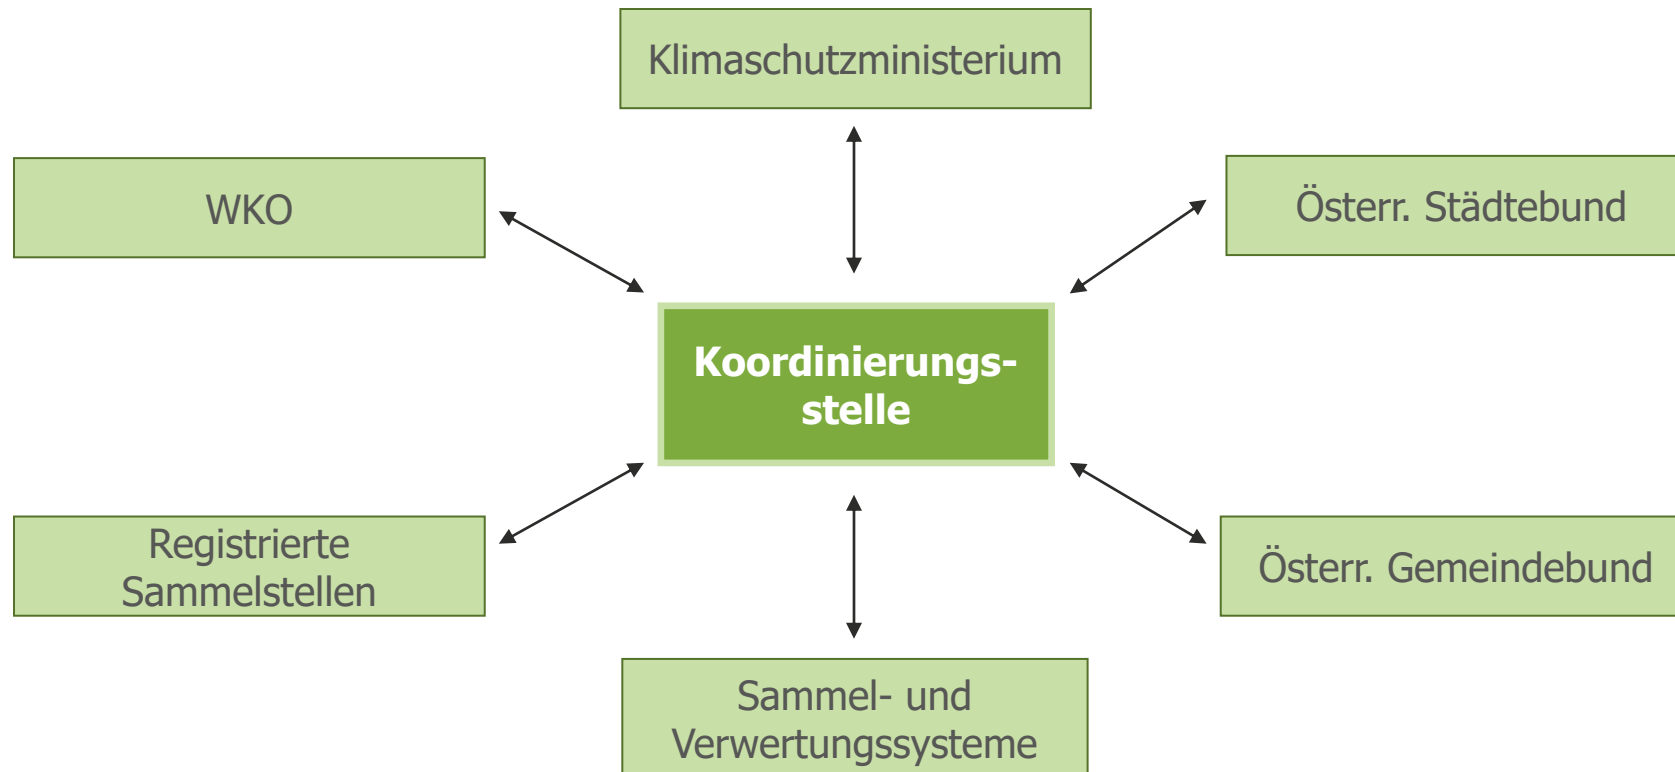 Klimaschutzministerium
WKO
Österr. Städtebund
Koordinierungs-
stelle
Registrierte
Sammelstellen
Österr. Gemeindebund
Sammel- und
Verwertungssysteme